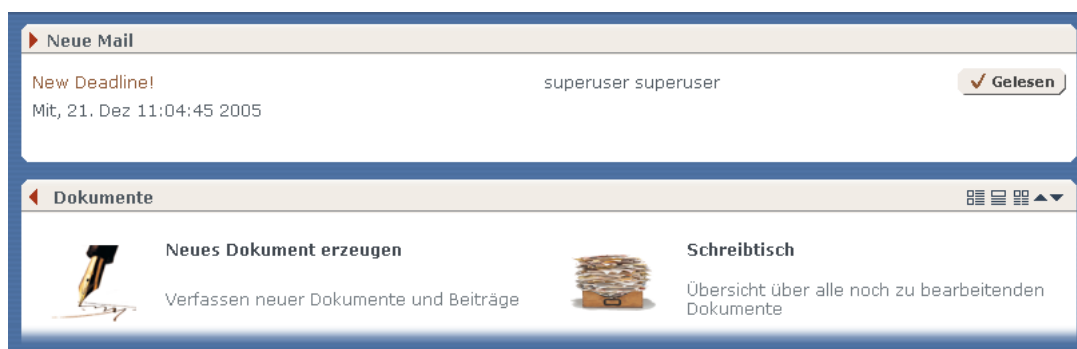 Neue Mail
New Deadline!
superuser superuser
Gelesen
Mit, 21. Dez 11:04:45 2005
Dokumente
Neues Dokument erzeugen
Verfassen neuer Dokumente und Beiträge
Schreibtisch
Übersicht über alle noch zu bearbeitenden
Dokumente